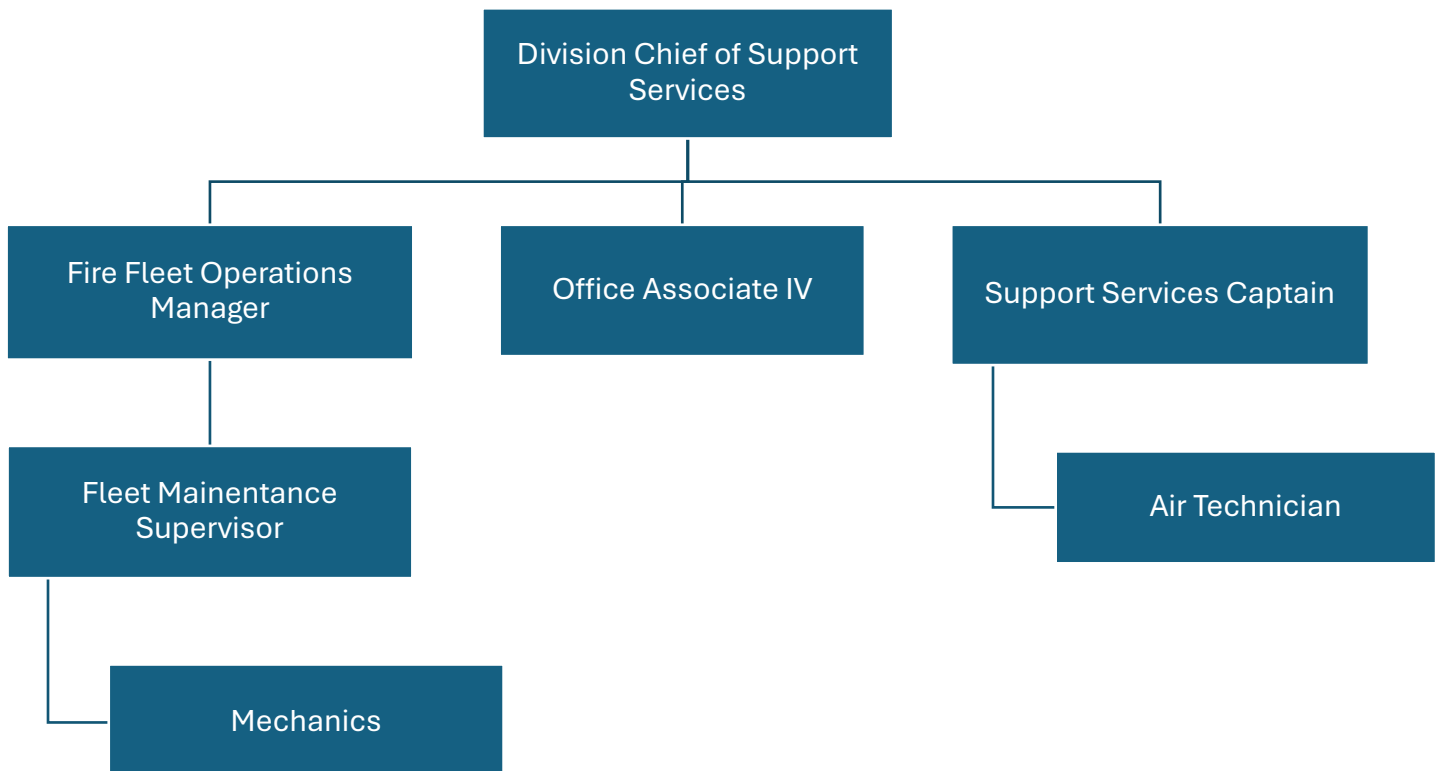 Division Chief of Support
Services
Fire Fleet Operations
Manager
Office Associate IV
Support Services Captain
Fleet Mainentance
Supervisor
Air Technician
Mechanics